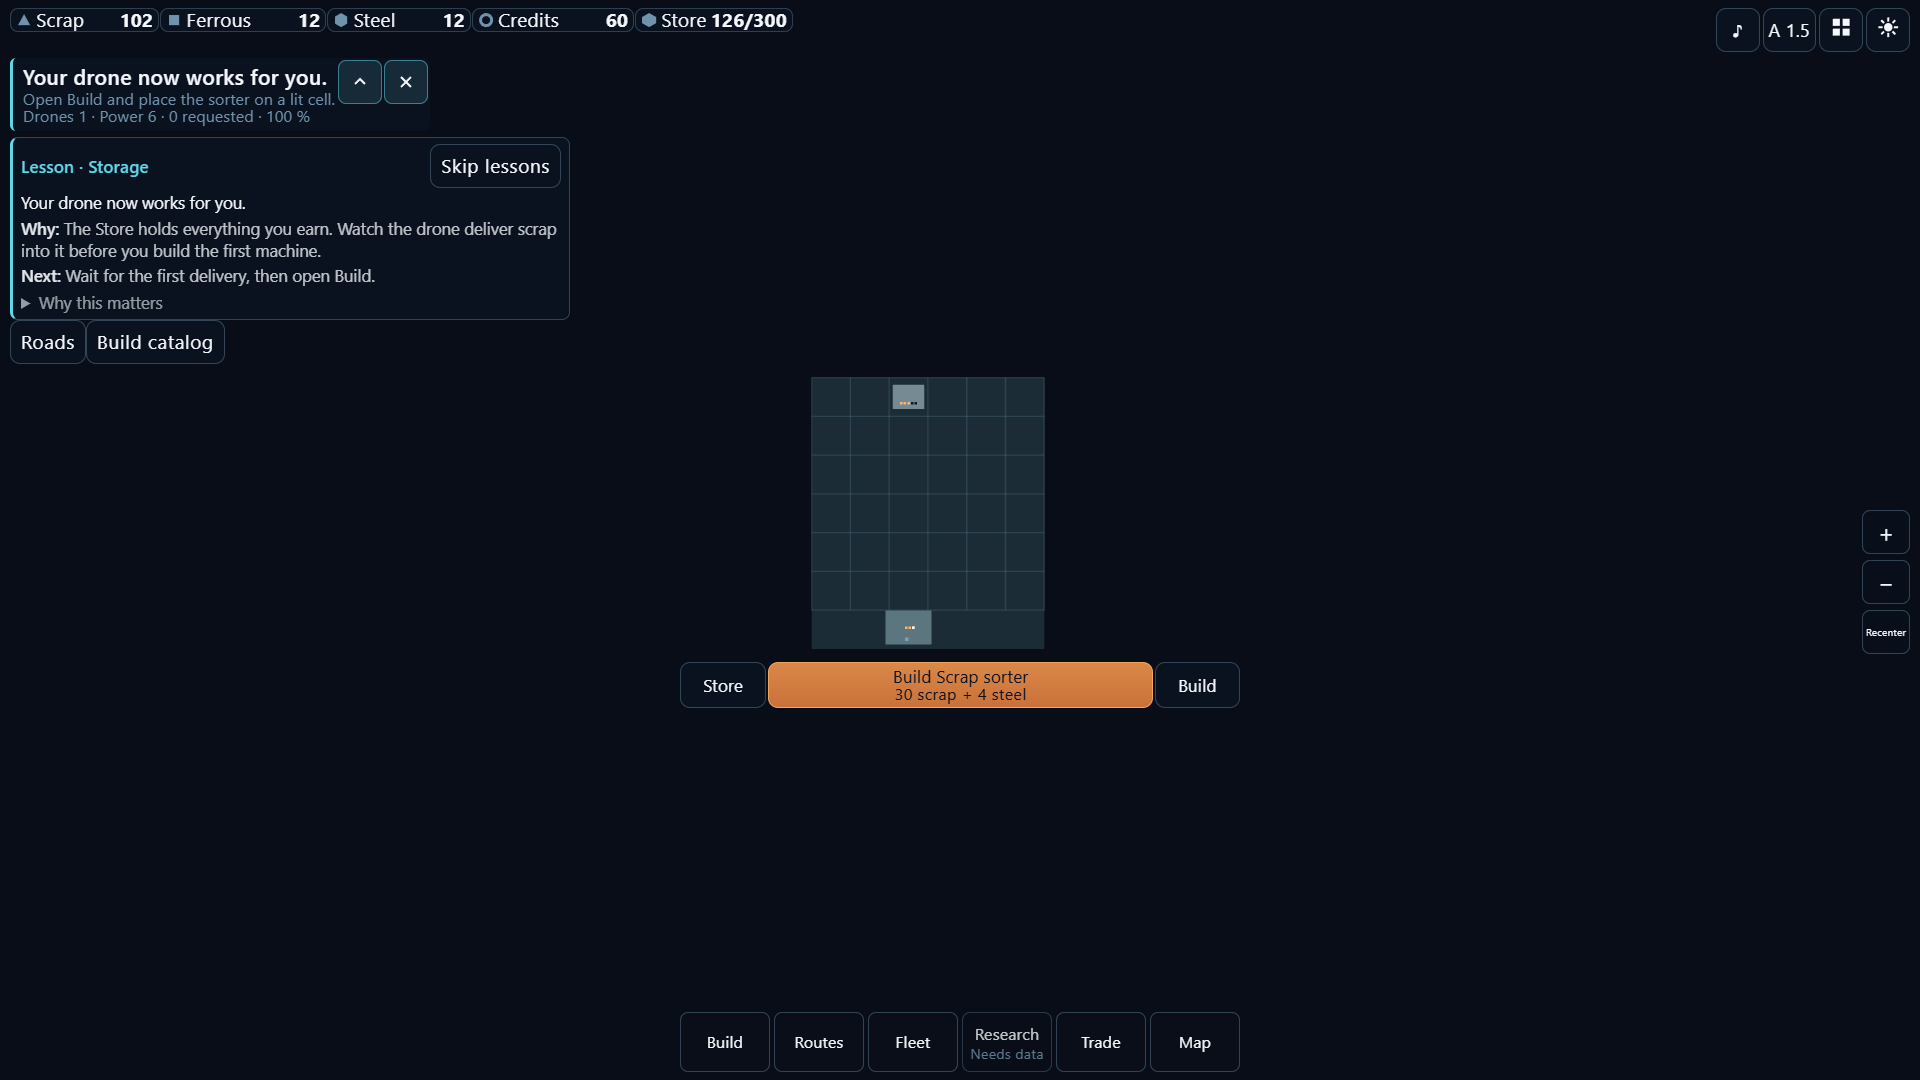 Scrap 102 Ferrous 12 Steel 12 Credits 60 Store 126/300
A 1.5
Your drone now works for you.
Open Build and place the sorter on a lit cell.
Drones 1 · Power 6 · 0 requested · 100 %
Lesson · Storage
Skip lessons
Your drone now works for you.
Why: The Store holds everything you earn. Watch the drone deliver scrap
into it before you build the first machine.
Next: Wait for the first delivery, then open Build.
Why this matters
Roads Build catalog
+
−
Recenter
Store
Build Scrap sorter
30 scrap + 4 steel
Build
Build Routes Fleet Research Trade Map
Needs data